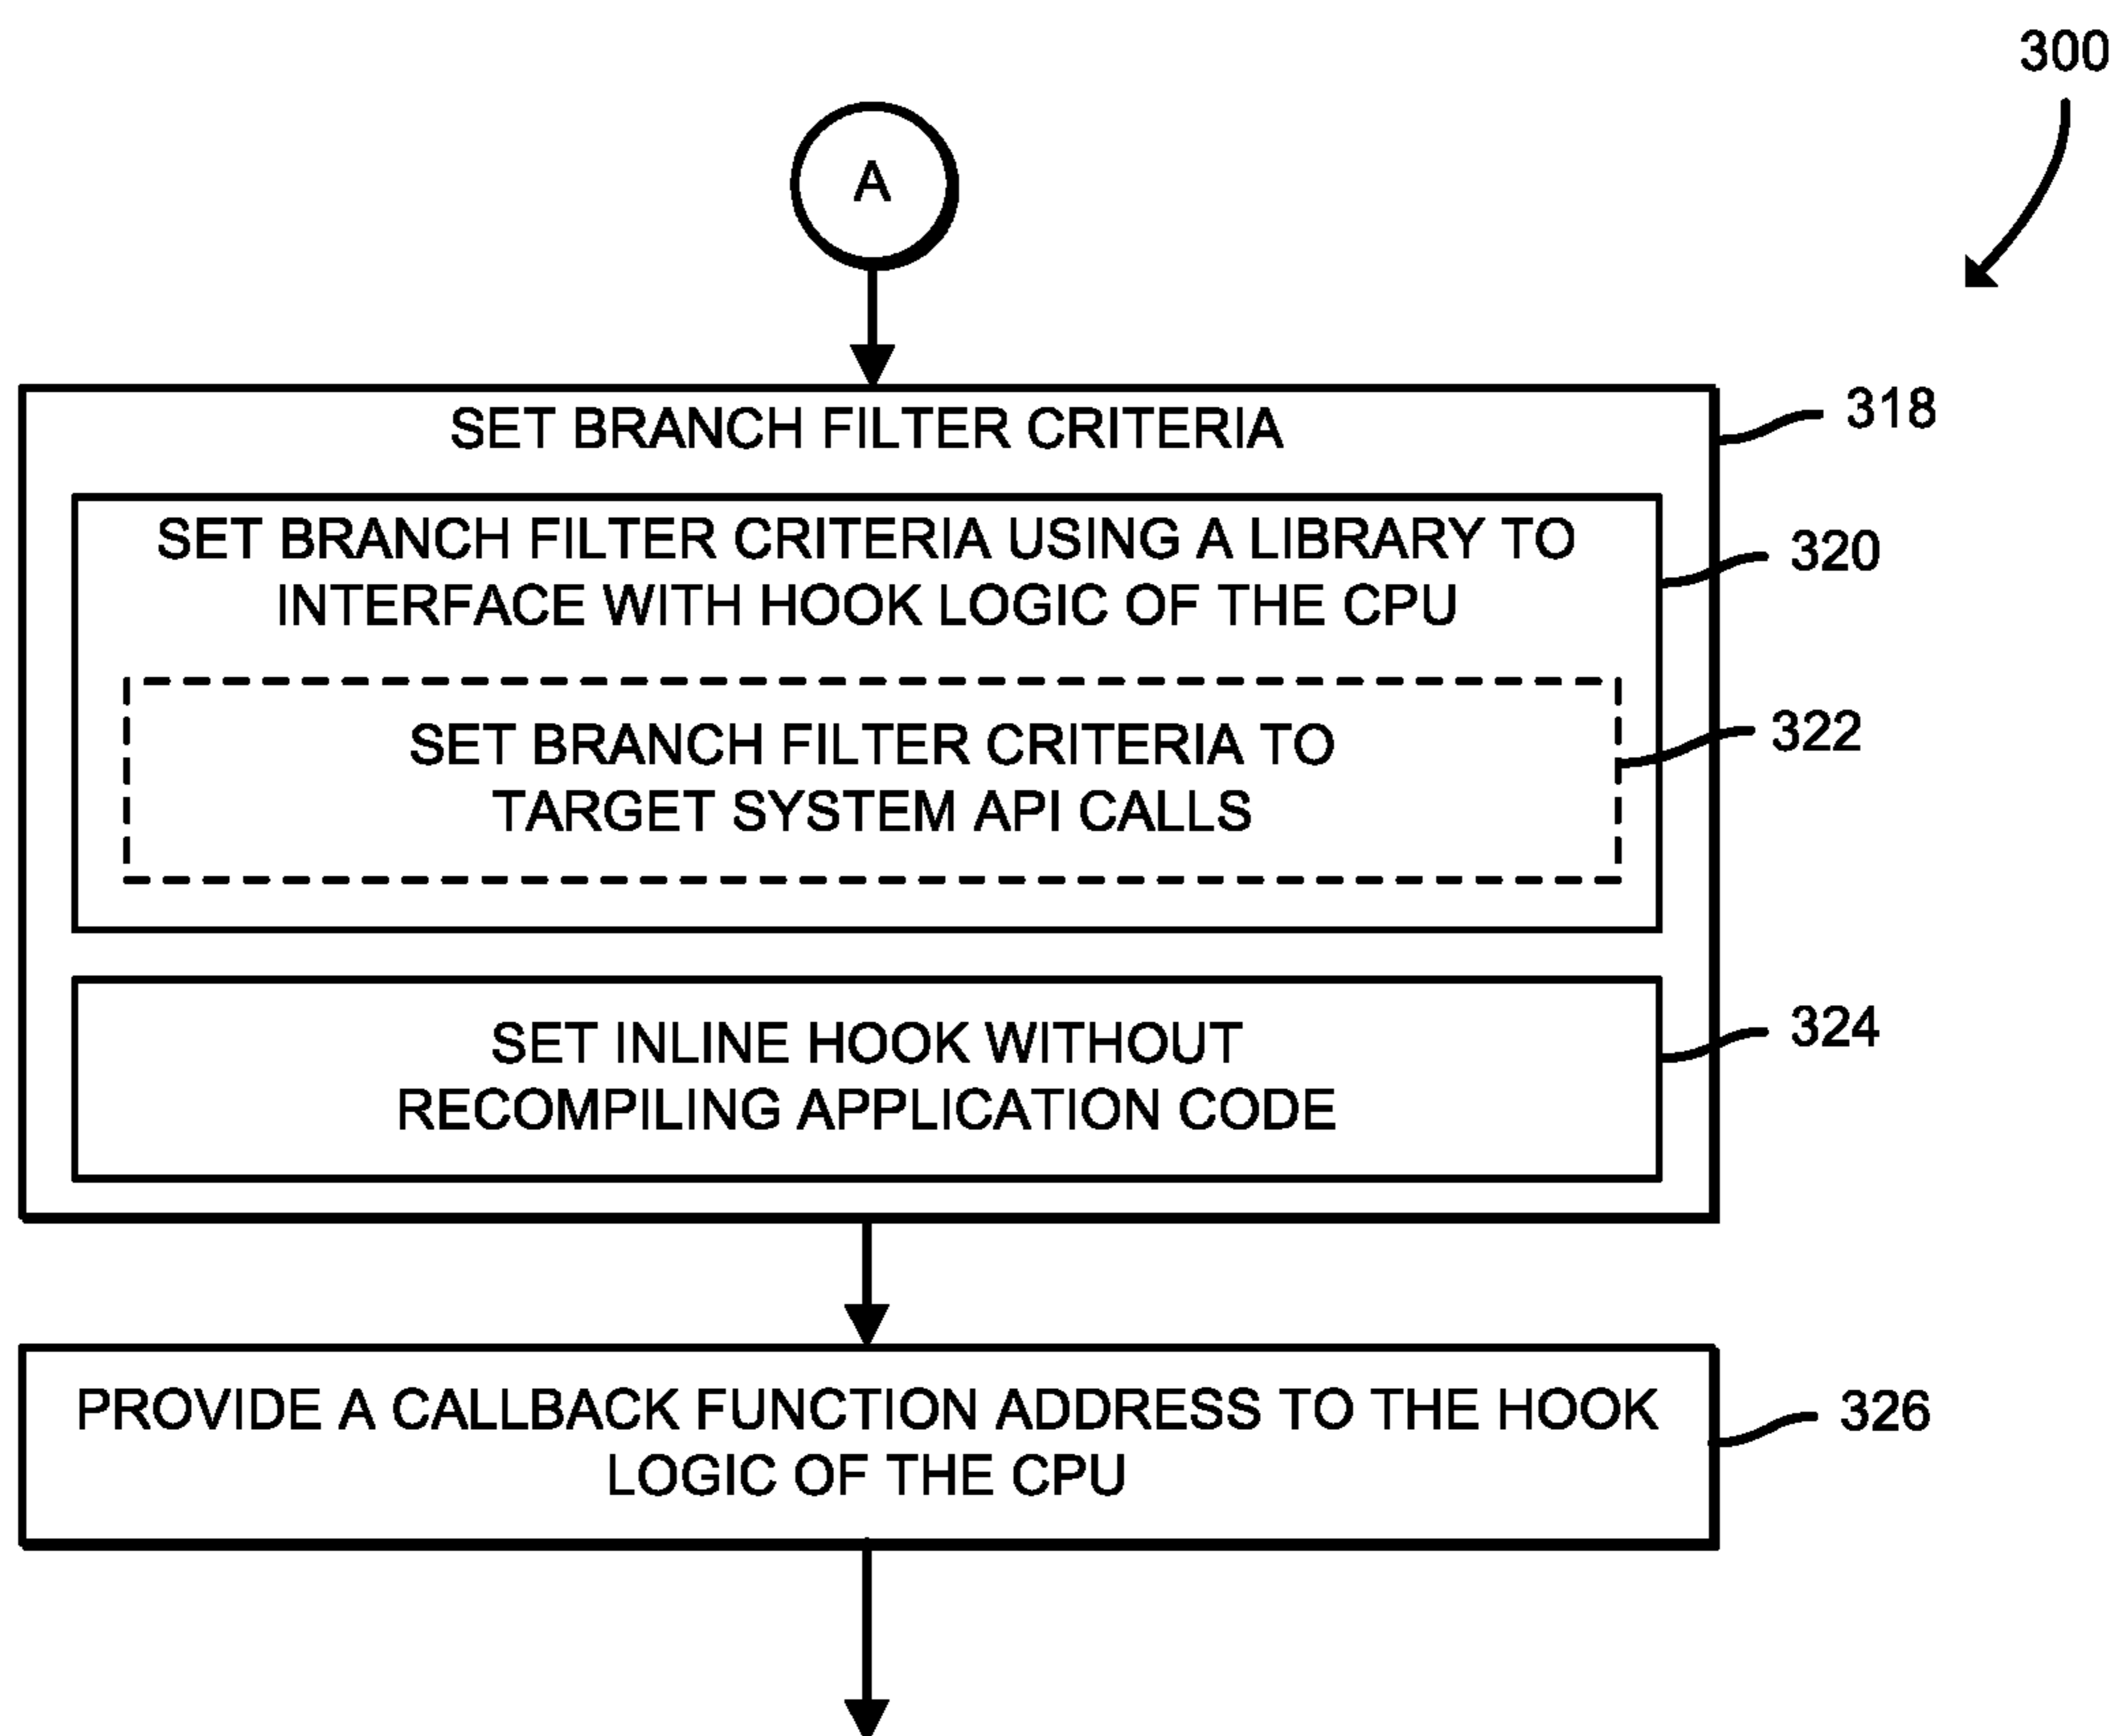 300
A
SET BRANCH FILTER CRITERIA
318
SET BRANCH FILTER CRITERIA USING A LIBRARY TO
INTERFACE WITH HOOK LOGIC OF THE CPU
320
SET BRANCH FILTER CRITERIA TO
TARGET SYSTEM API CALLS
322
SET INLINE HOOK WITHOUT
RECOMPILING APPLICATION CODE
324
PROVIDE A CALLBACK FUNCTION ADDRESS TO THE HOOK
LOGIC OF THE CPU
326